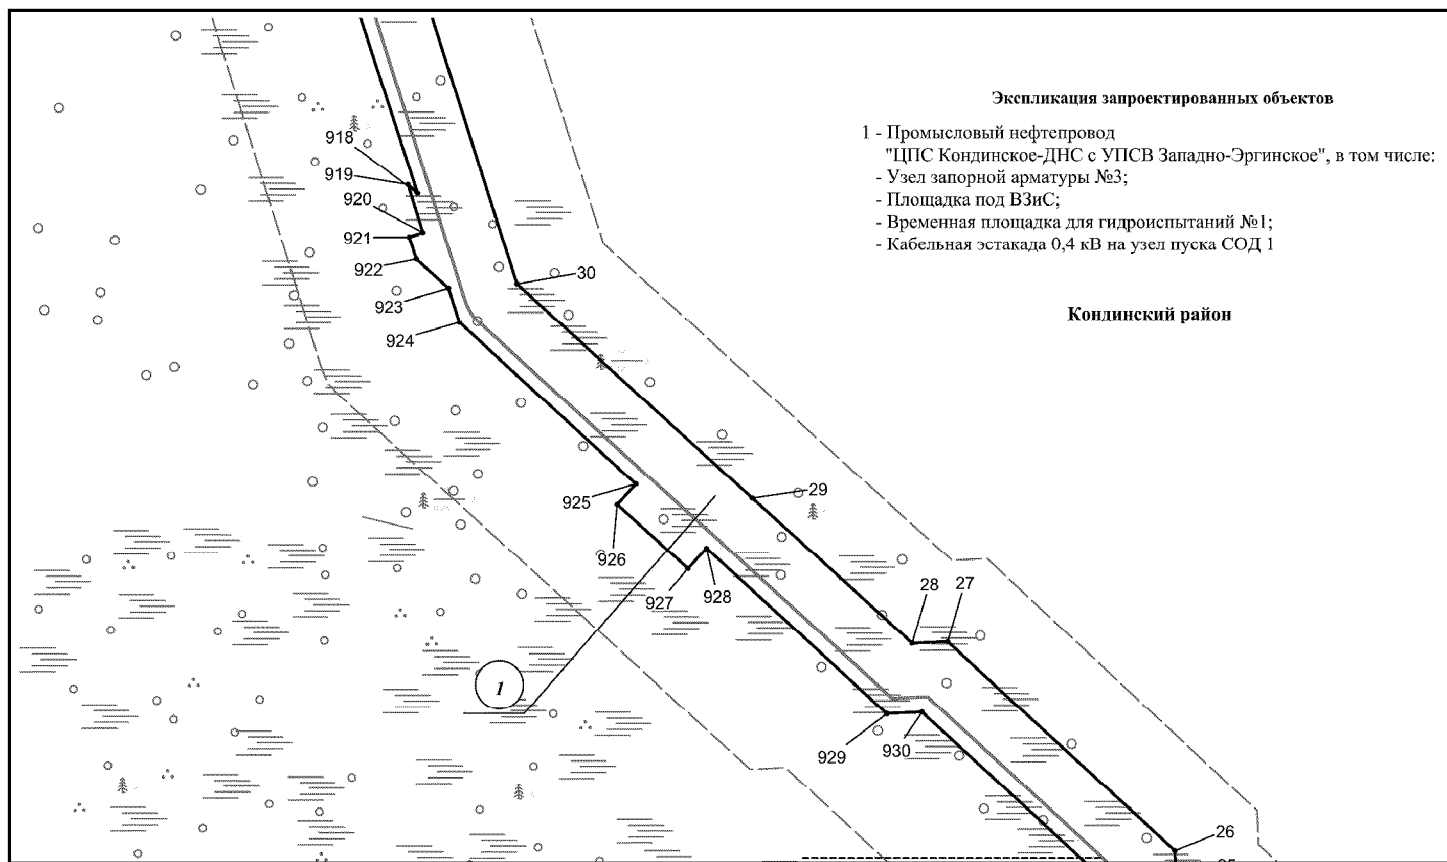 Экспликация запроектированных объектов
1 - Промысловый нефтепровод
"ЦПС Кондинское-ДНС с УПСВ Западно-Эргинское", в том числе:
- Узел запорной арматуры №3;
- Площадка под ВЗиС;
- Временная площадка для гидроиспытаний №1;
- Кабельная эстакада 0,4 кВ на узел пуска СОД 1
Кондинский район
918
919
920
921
922
923
924
30
925
29
926
927
928
28
27
1
929
930
26